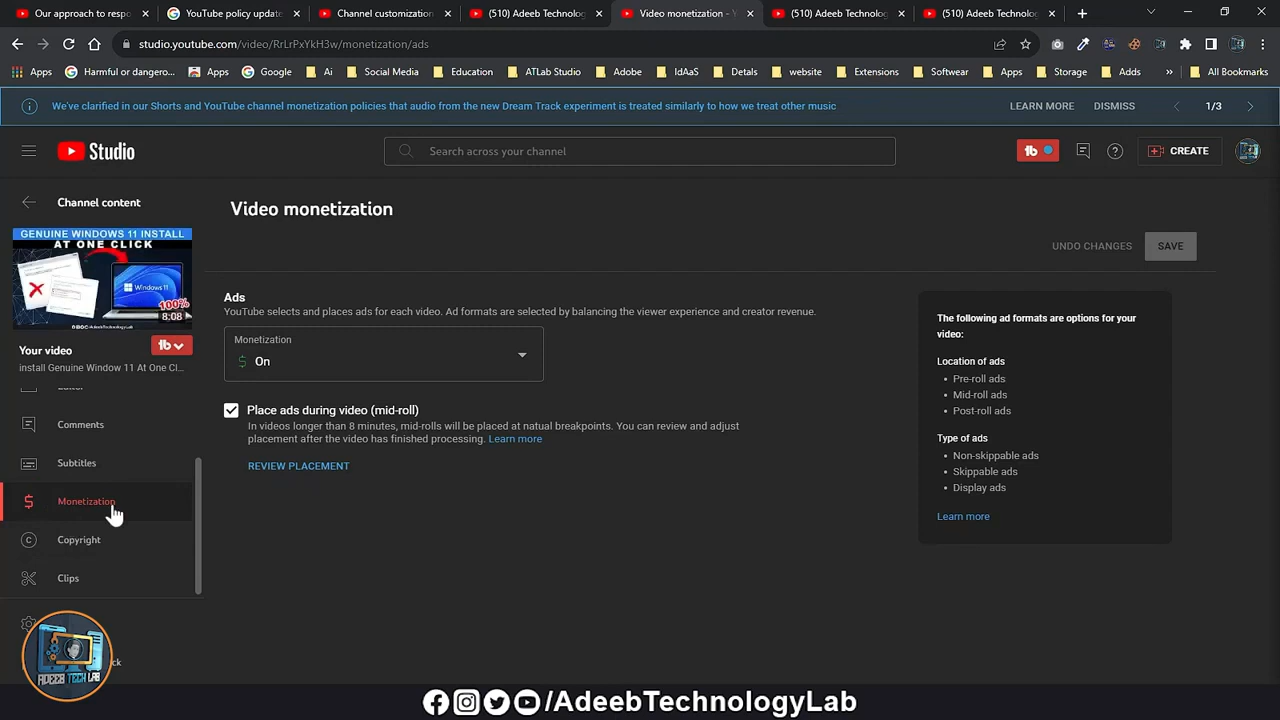 Our approach to respo
YouTube policy update
Channel customization
(510) Adeeb Technolog
Video monetization - Y
(510) Adeeb Technolog
(510) Adeeb Technolog
studio.youtube.com/video/RrLrPxYkH3w/monetization/ads
Apps
Harmful or dangero...
Apps
Google
Ai
Social Media
Education
ATLab Studio
Adobe
IdAaS
Detals
website
Extensions
Softwear
Apps
Storage
Adds
»
All Bookmarks
We've clarified in our Shorts and YouTube channel monetization policies that audio from the new Dream Track experiment is treated similarly to how we treat other music
LEARN MORE
DISMISS
1/3
Studio
Search across your channel
tb
CREATE
Channel content
Video monetization
GENUINE WINDOWS 11 INSTALL
AT ONE CLICK
Windows 11
100%
8:08
UNDO CHANGES
SAVE
Ads
YouTube selects and places ads for each video. Ad formats are selected by balancing the viewer experience and creator revenue.
Monetization
On
Your video
tb
install Genuine Window 11 At One Cl...
Place ads during video (mid-roll)
In videos longer than 8 minutes, mid-rolls will be placed at natual breakpoints. You can review and adjust
placement after the video has finished processing. Learn more
REVIEW PLACEMENT
The following ad formats are options for your
video:
Location of ads
• Pre-roll ads
• Mid-roll ads
• Post-roll ads
Type of ads
• Non-skippable ads
• Skippable ads
• Display ads
Learn more
Comments
Subtitles
Monetization
Copyright
Clips
ADEEB TECH LAB
/AdeebTechnologyLab